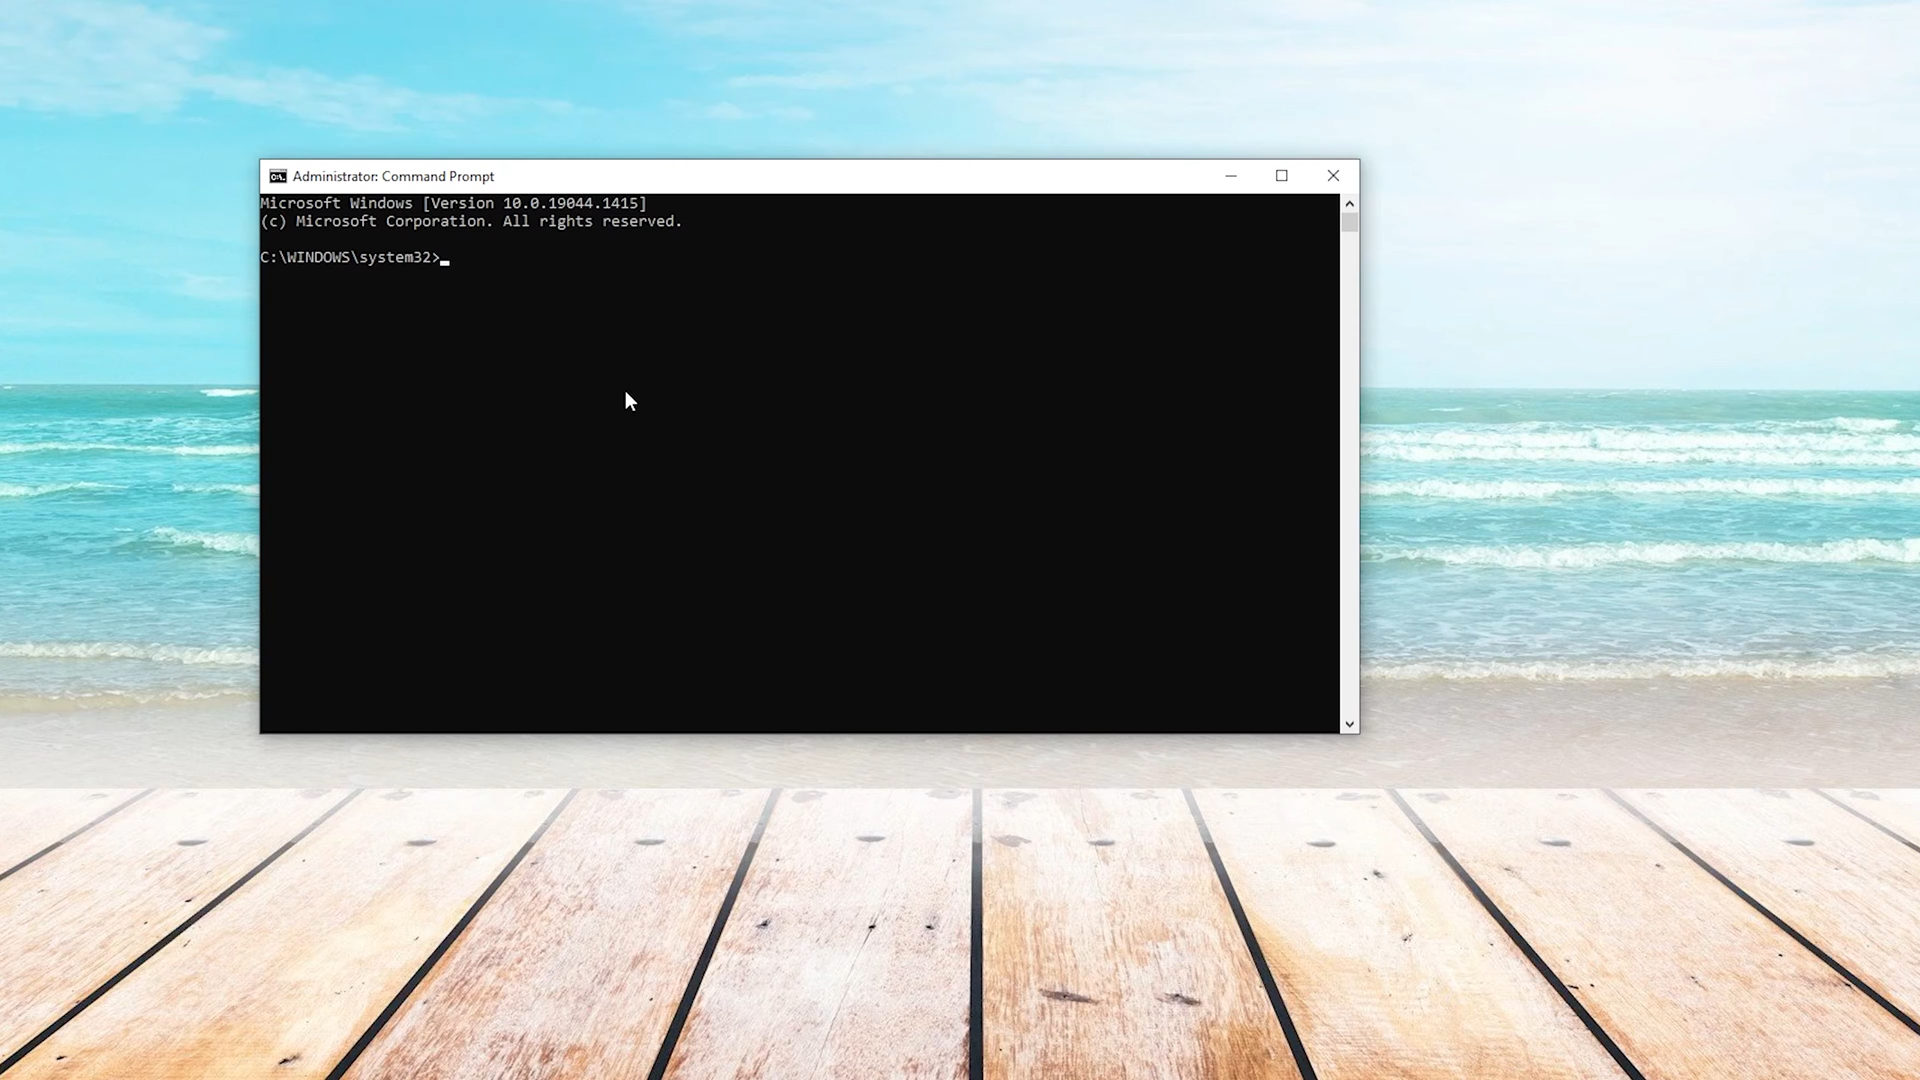 Administrator: Command Prompt
Microsoft Windows [Version 10.0.19044.1415]
(c) Microsoft Corporation. All rights reserved.
C:\WINDOWS\system32>